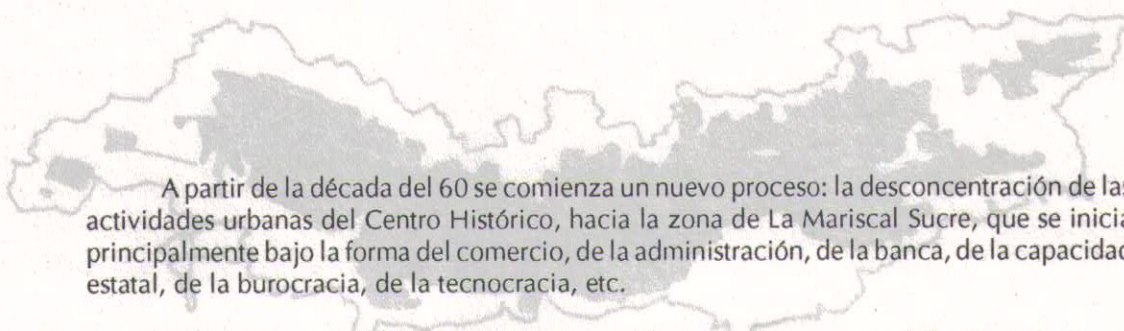 A partir de la década del 60 se comienza un nuevo proceso: la desconcentración de las
actividades urbanas del Centro Histórico, hacia la zona de La Mariscal Sucre, que se inicia
principalmente bajo la forma del comercio, de la administración, de la banca, de la capacidad
estatal, de la burocracia, de la tecnocracia, etc.